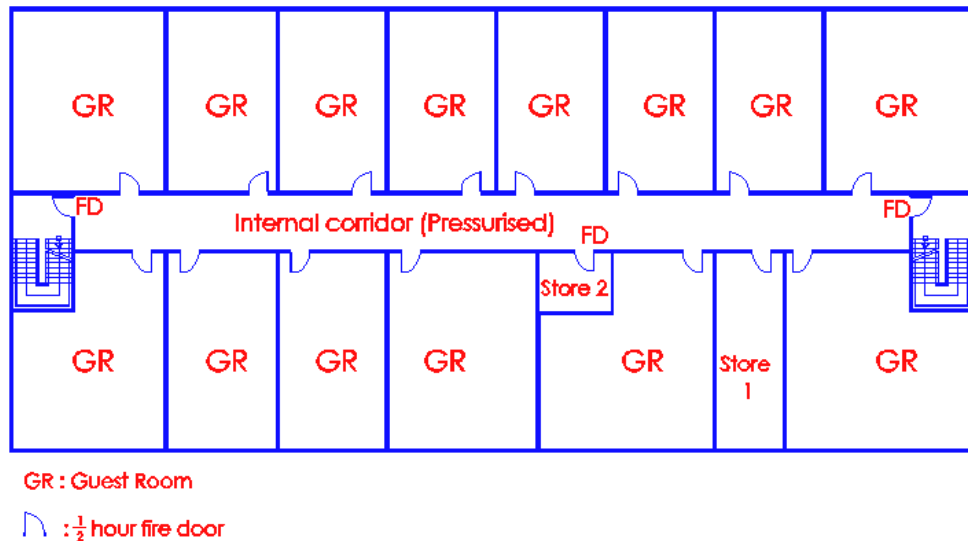 GR GR GR GR GR GR GR GR
FD Internal corridor (Pressurised) FD FD
Store 2
GR GR GR GR GR Store 1 GR
GR : Guest Room
: 1/2 hour fire door